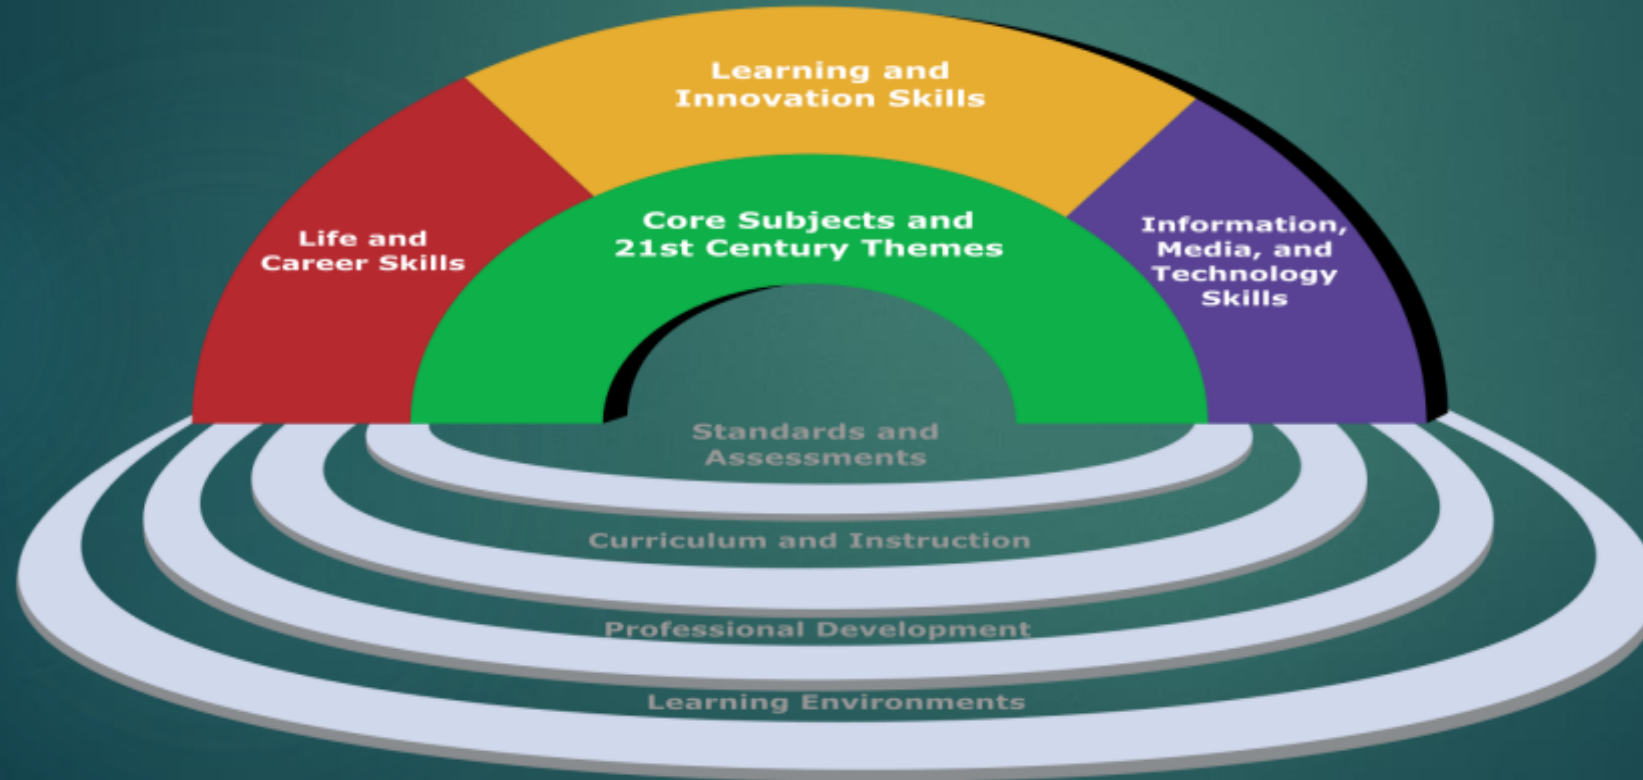 Learning and
Innovation Skills
Life and
Career Skills
Core Subjects and
21st Century Themes
Information,
Media, and
Technology
Skills
Standards and
Assessments
Curriculum and Instruction
Professional Development
Learning Environments